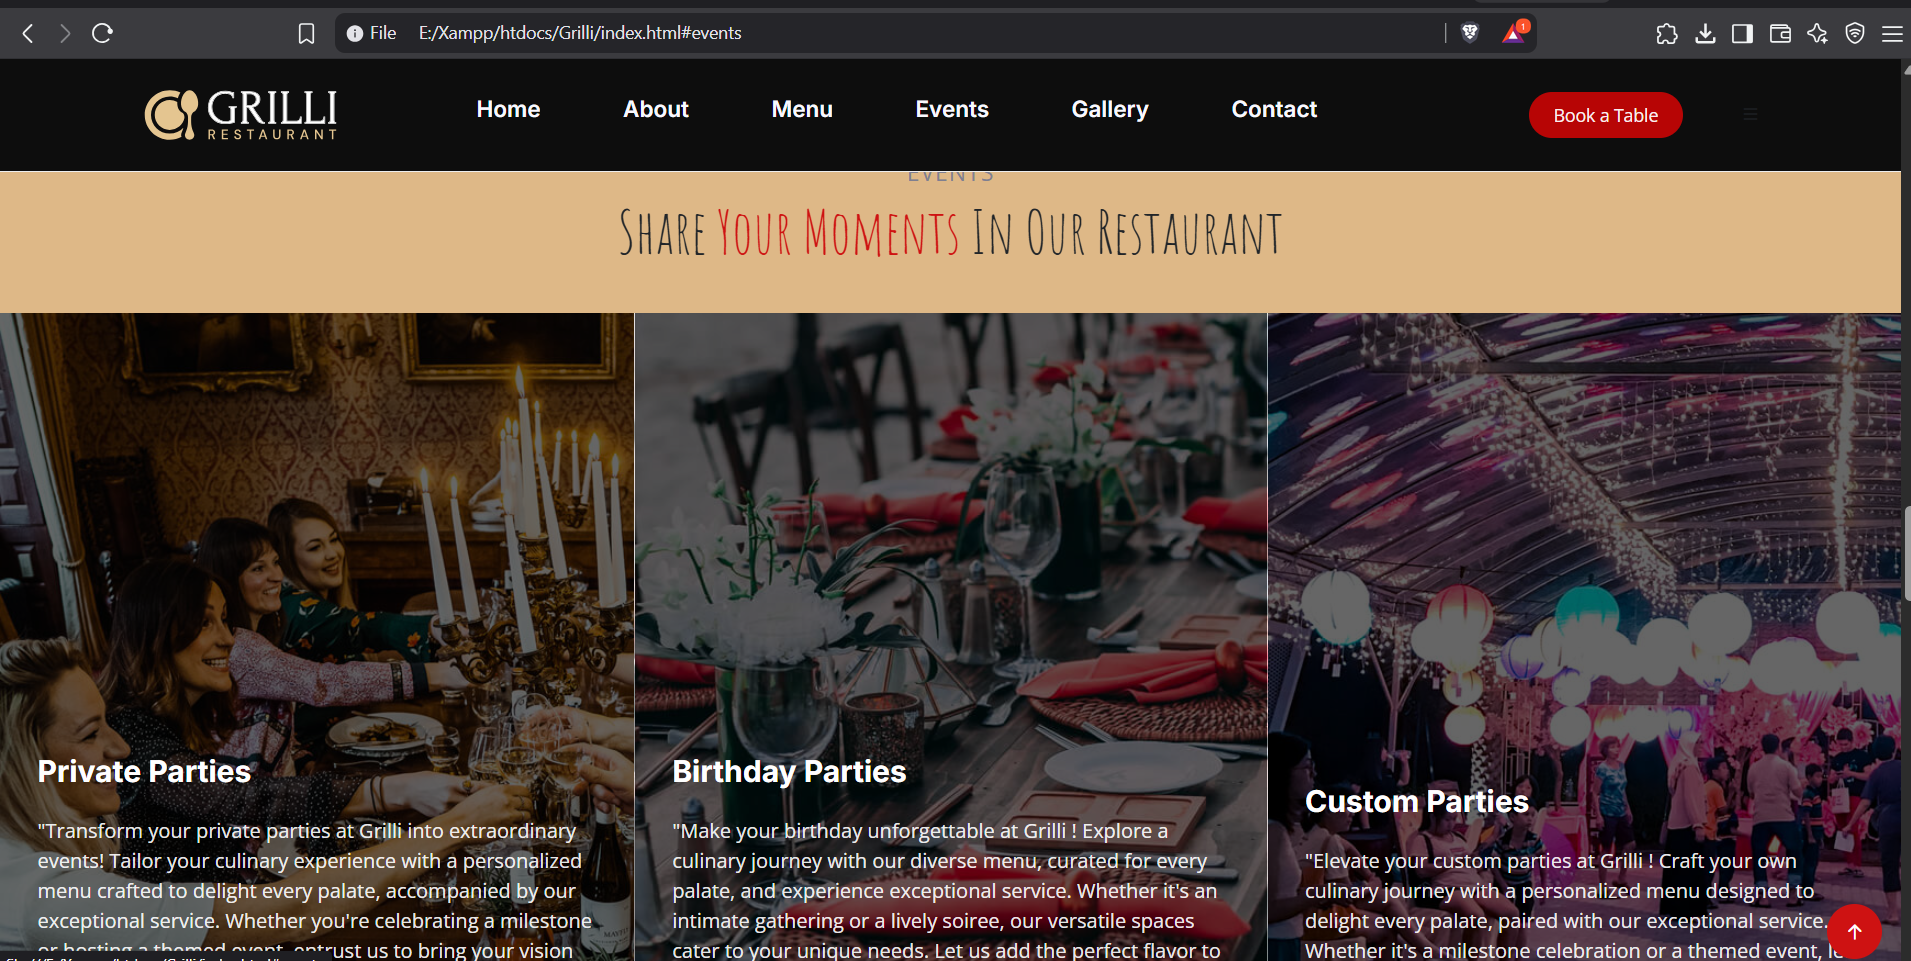 File E:/Xampp/htdocs/Grilli/index.html#events
1
GRILLI
RESTAURANT
Home About Menu Events Gallery Contact
Book a Table
EVENTS
Share Your Moments In Our Restaurant
Private Parties
"Transform your private parties at Grilli into extraordinary
events! Tailor your culinary experience with a personalized
menu crafted to delight every palate, accompanied by our
exceptional service. Whether you're celebrating a milestone
or hosting a themed event, entrust us to bring your vision
Birthday Parties
"Make your birthday unforgettable at Grilli ! Explore a
culinary journey with our diverse menu, curated for every
palate, and experience exceptional service. Whether it's an
intimate gathering or a lively soiree, our versatile spaces
cater to your unique needs. Let us add the perfect flavor to
Custom Parties
"Elevate your custom parties at Grilli ! Craft your own
culinary journey with a personalized menu designed to
delight every palate, paired with our exceptional service.
Whether it's a milestone celebration or a themed event,